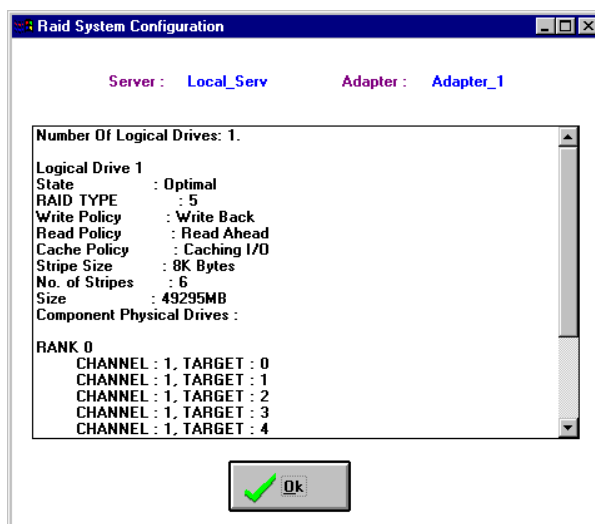 Raid System Configuration
Server : Local_Serv Adapter : Adapter_1
Number Of Logical Drives: 1.
Logical Drive 1
State : Optimal
RAID TYPE : 5
Write Policy : Write Back
Read Policy : Read Ahead
Cache Policy : Caching I/O
Stripe Size : 8K Bytes
No. of Stripes : 6
Size : 49295MB
Component Physical Drives :
RANK 0
CHANNEL : 1, TARGET : 0
CHANNEL : 1, TARGET : 1
CHANNEL : 1, TARGET : 2
CHANNEL : 1, TARGET : 3
CHANNEL : 1, TARGET : 4
Ok